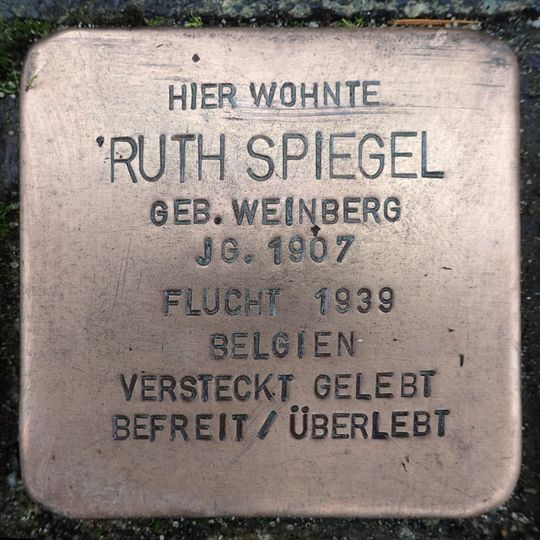 HIER WOHNTE
RUTH SPIEGEL
GEB. WEINBERG
JG. 1907
FLUCHT 1939
BELGIEN
VERSTECKT GELEBT
BEFREIT / ÜBERLEBT